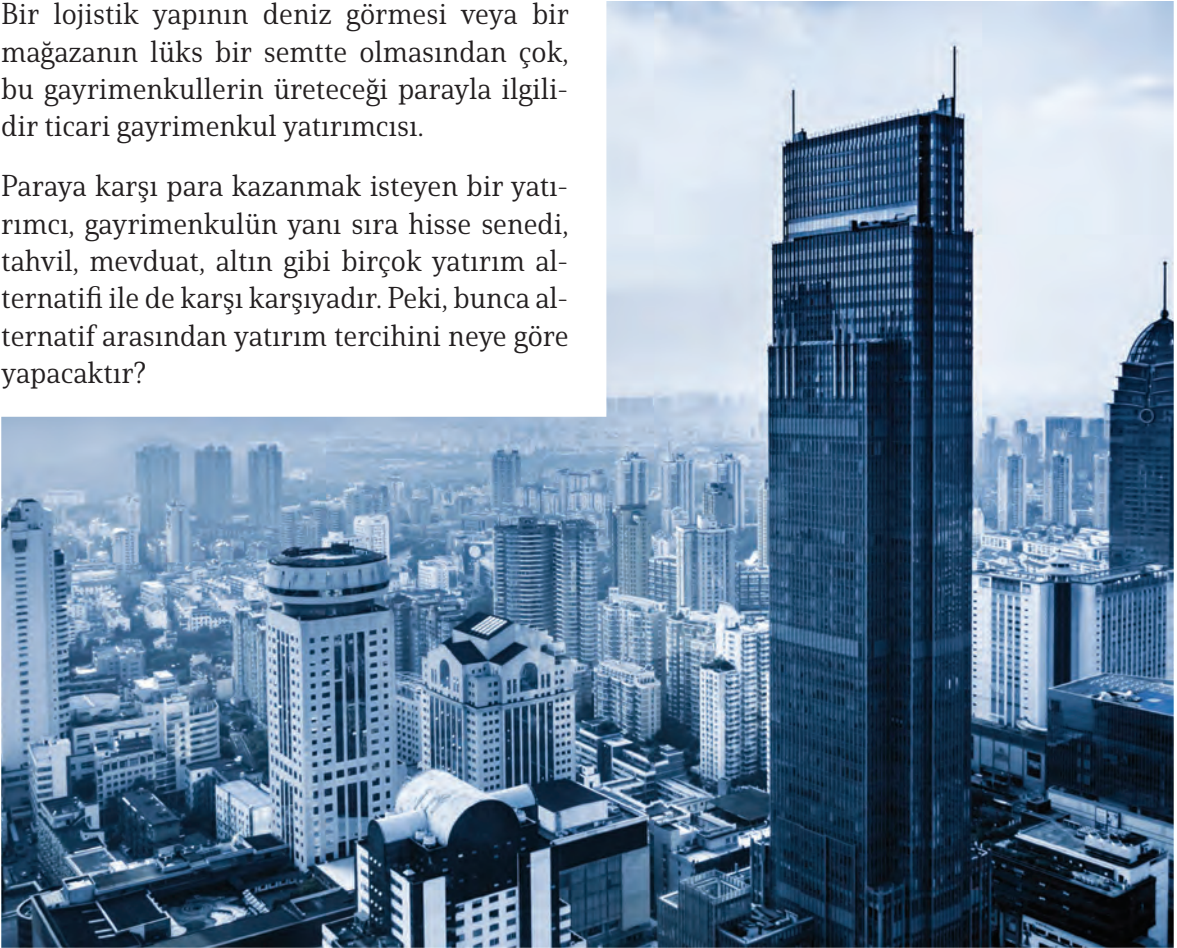 Bir lojistik yapının deniz görmesi veya bir
mağazanın lüks bir semtte olmasından çok,
bu gayrimenkullerin üreteceği parayla ilgili-
dir ticari gayrimenkul yatırımcısı.
Paraya karşı para kazanmak isteyen bir yatı-
rımcı, gayrimenkulün yanı sıra hisse senedi,
tahvil, mevduat, altın gibi birçok yatırım al-
ternatifi ile de karşı karşıyadır. Peki, bunca al-
ternatif arasından yatırım tercihini neye göre
yapacaktır?